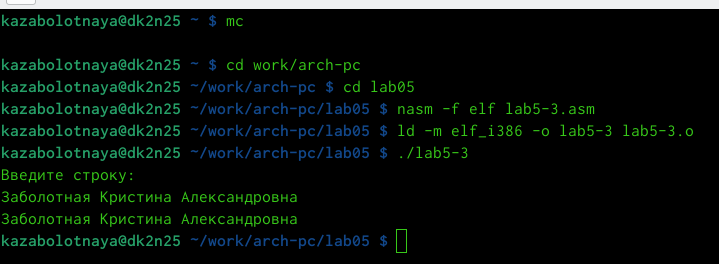 kazabolotnaya@dk2n25 ~ $ mc
kazabolotnaya@dk2n25 ~ $ cd work/arch-pc
kazabolotnaya@dk2n25 ~/work/arch-pc $ cd lab05
kazabolotnaya@dk2n25 ~/work/arch-pc/lab05 $ nasm -f elf lab5-3.asm
kazabolotnaya@dk2n25 ~/work/arch-pc/lab05 $ ld -m elf_i386 -o lab5-3 lab5-3.o
kazabolotnaya@dk2n25 ~/work/arch-pc/lab05 $ ./lab5-3
Введите строку:
Заболотная Кристина Александровна
Заболотная Кристина Александровна
kazabolotnaya@dk2n25 ~/work/arch-pc/lab05 $